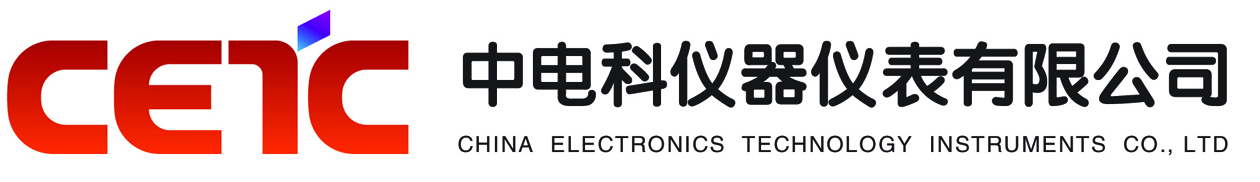 CETC
中电科仪器仪表有限公司
CHINA ELECTRONICS TECHNOLOGY INSTRUMENTS CO., LTD